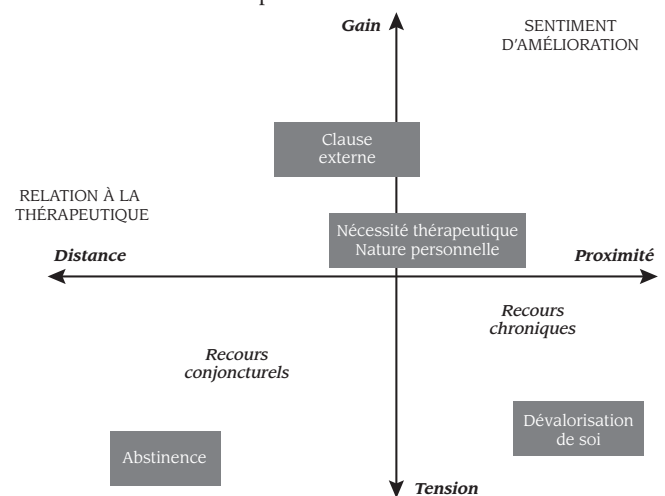 Gain
SENTIMENT
D'AMÉLIORATION
Clause
externe
RELATION À LA
THÉRAPEUTIQUE
Nécessité thérapeutique
Nature personnelle
Distance
Proximité
Recours
chroniques
Recours
conjoncturels
Dévalorisation
de soi
Abstinence
Tension